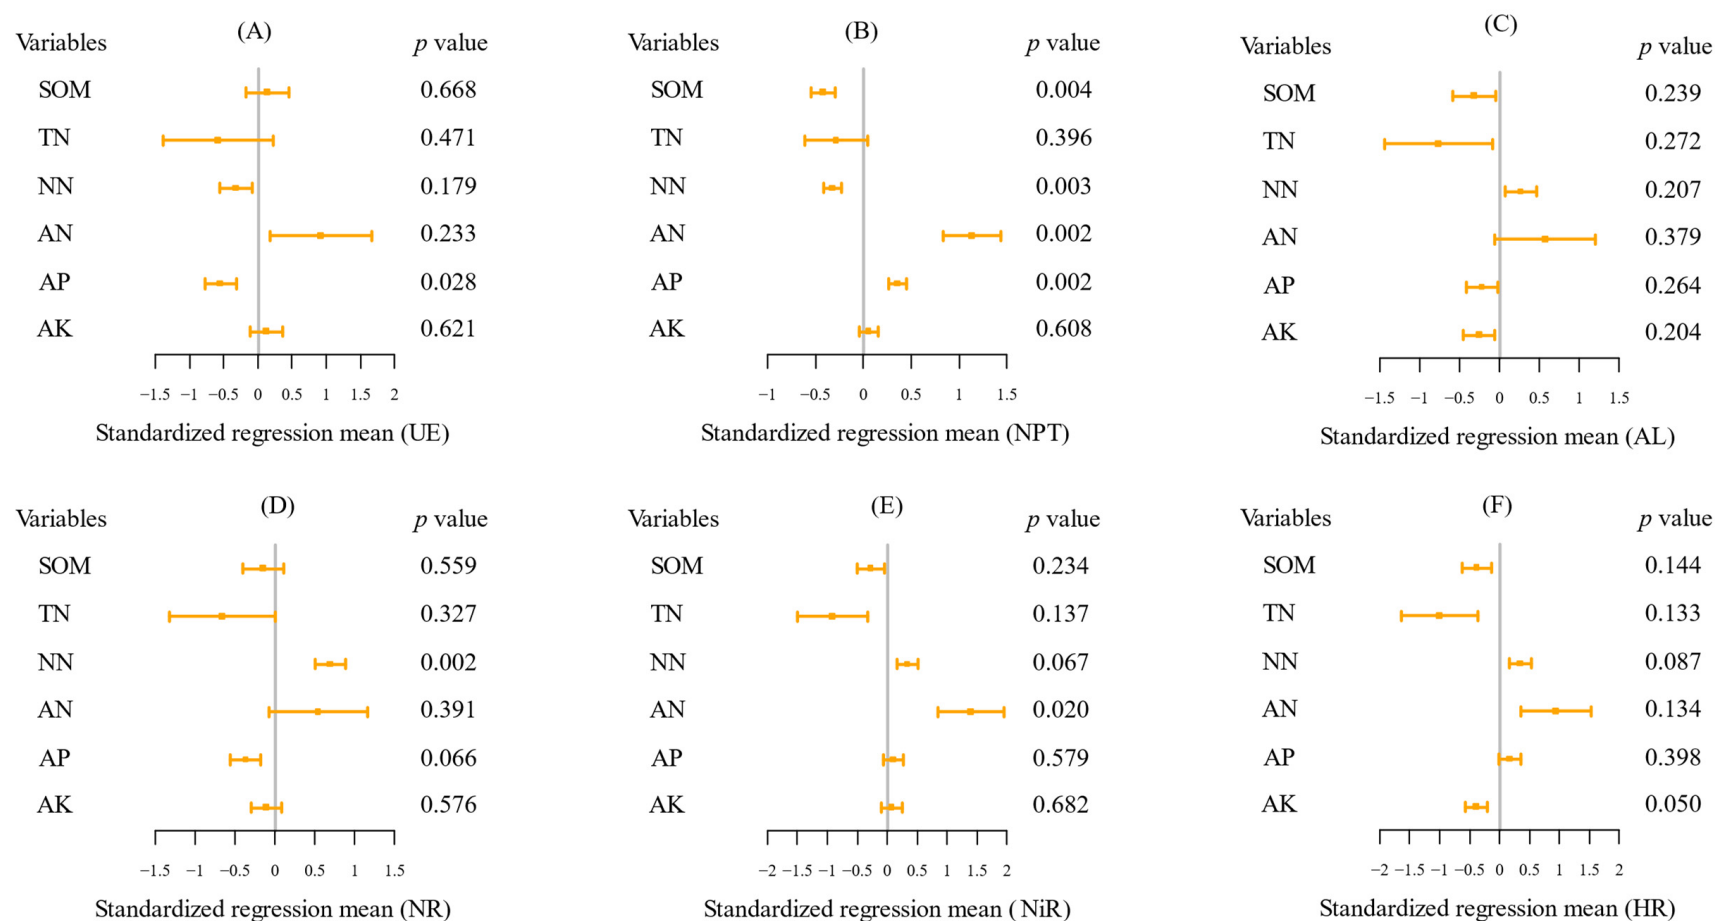 (A) (B) (C)
Variables p value Variables p value Variables p value
SOM 0.668 SOM 0.004 SOM 0.239
TN 0.471 TN 0.396 TN 0.272
NN 0.179 NN 0.003 NN 0.207
AN 0.233 AN 0.002 AN 0.379
AP 0.028 AP 0.002 AP 0.264
AK 0.621 AK 0.608 AK 0.204
−1.5 −1 −0.5 0 0.5 1 1.5 2 −1 −0.5 0 0.5 1 1.5 −1.5 −1 −0.5 0 0.5 1 1.5
Standardized regression mean (UE) Standardized regression mean (NPT) Standardized regression mean (AL)
(D) (E) (F)
Variables p value Variables p value Variables p value
SOM 0.559 SOM 0.234 SOM 0.144
TN 0.327 TN 0.137 TN 0.133
NN 0.002 NN 0.067 NN 0.087
AN 0.391 AN 0.020 AN 0.134
AP 0.066 AP 0.579 AP 0.398
AK 0.576 AK 0.682 AK 0.050
−1.5 −1 −0.5 0 0.5 1 1.5 −2 −1.5 −1 −0.5 0 0.5 1 1.5 2 −2 −1.5 −1 −0.5 0 0.5 1 1.5 2
Standardized regression mean (NR) Standardized regression mean ( NiR) Standardized regression mean (HR)